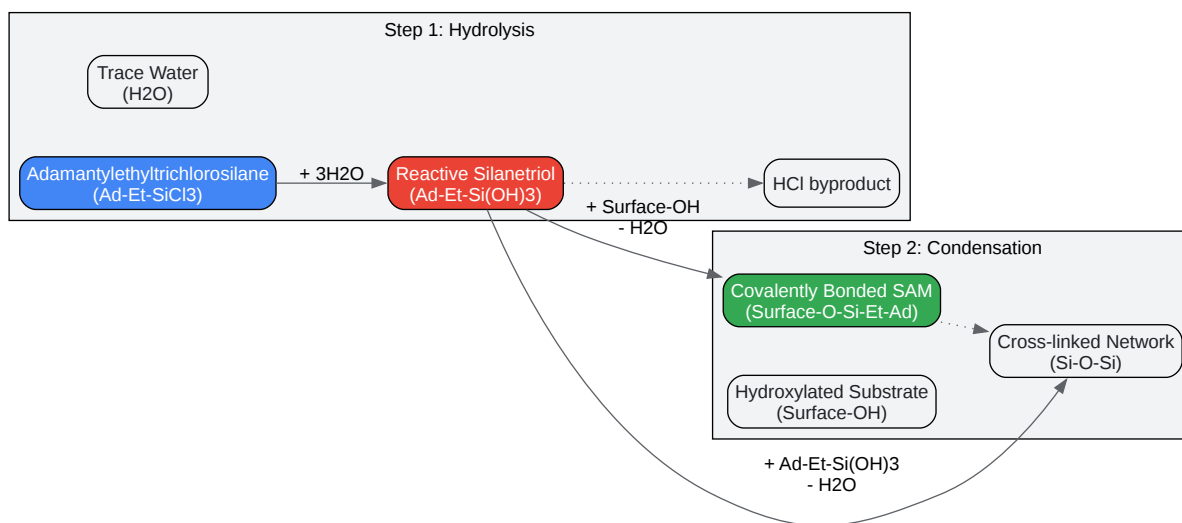 Step 1: Hydrolysis
Trace Water
(H2O)
Adamantylethyltrichlorosilane
(Ad-Et-SiCl3)
+ 3H2O
Reactive Silanetriol
(Ad-Et-Si(OH)3)
HCl byproduct
+ Surface-OH
- H2O
Step 2: Condensation
Covalently Bonded SAM
(Surface-O-Si-Et-Ad)
Cross-linked Network
(Si-O-Si)
Hydroxylated Substrate
(Surface-OH)
+ Ad-Et-Si(OH)3
- H2O